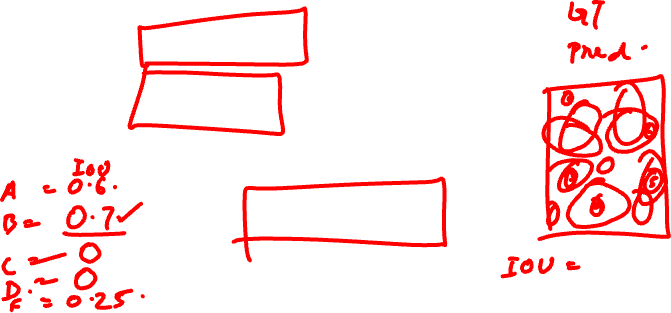 GT
Pred.
IOU
A = 0.6.
B = 0.7 ✓
C - 0
D. - 0
F = 0.25.
IOU =